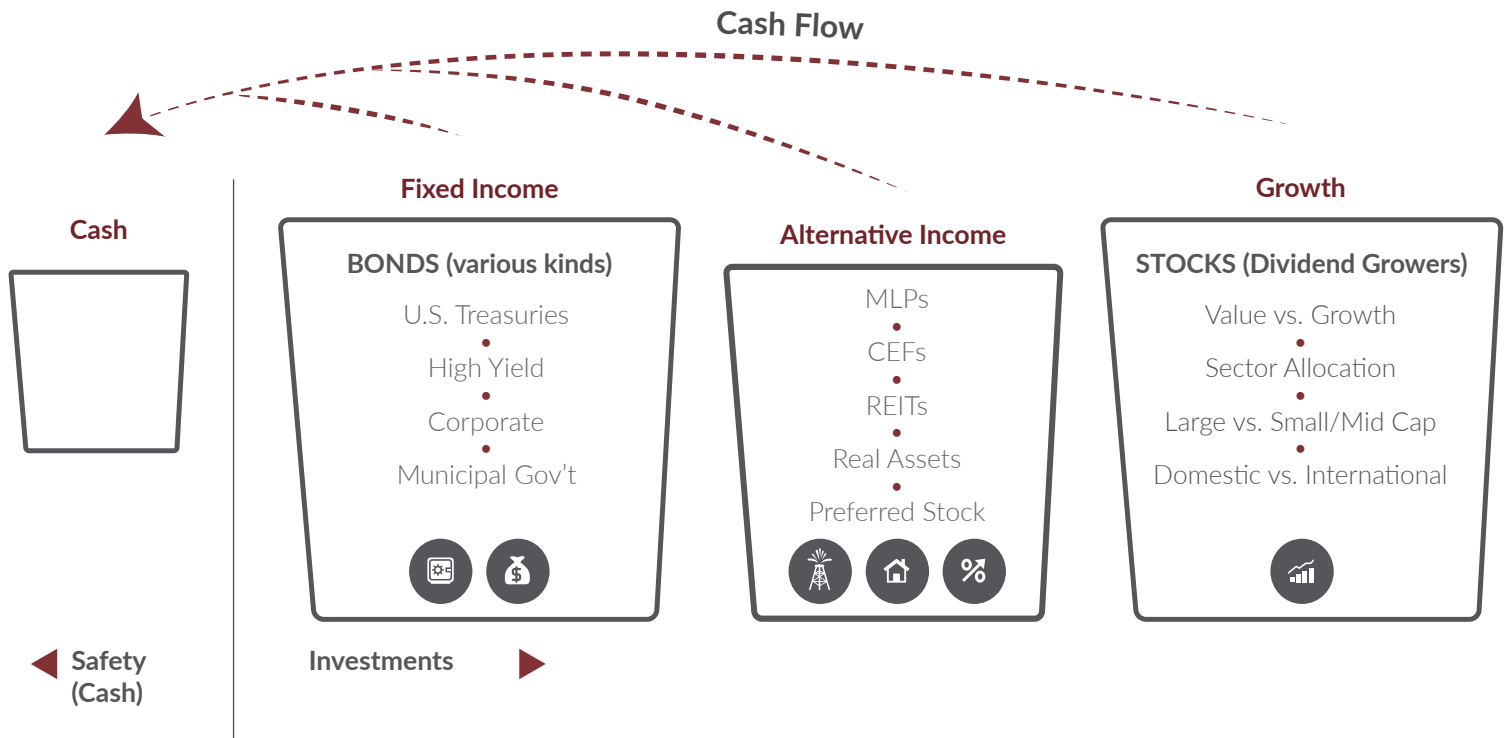 Cash Flow
Cash
Fixed Income
BONDS (various kinds)
U.S. Treasuries
High Yield
Corporate
Municipal Gov’t
Alternative Income
MLPs
CEFs
REITs
Real Assets
Preferred Stock
Growth
STOCKS (Dividend Growers)
Value vs. Growth
Sector Allocation
Large vs. Small/Mid Cap
Domestic vs. International
Safety
(Cash)
Investments